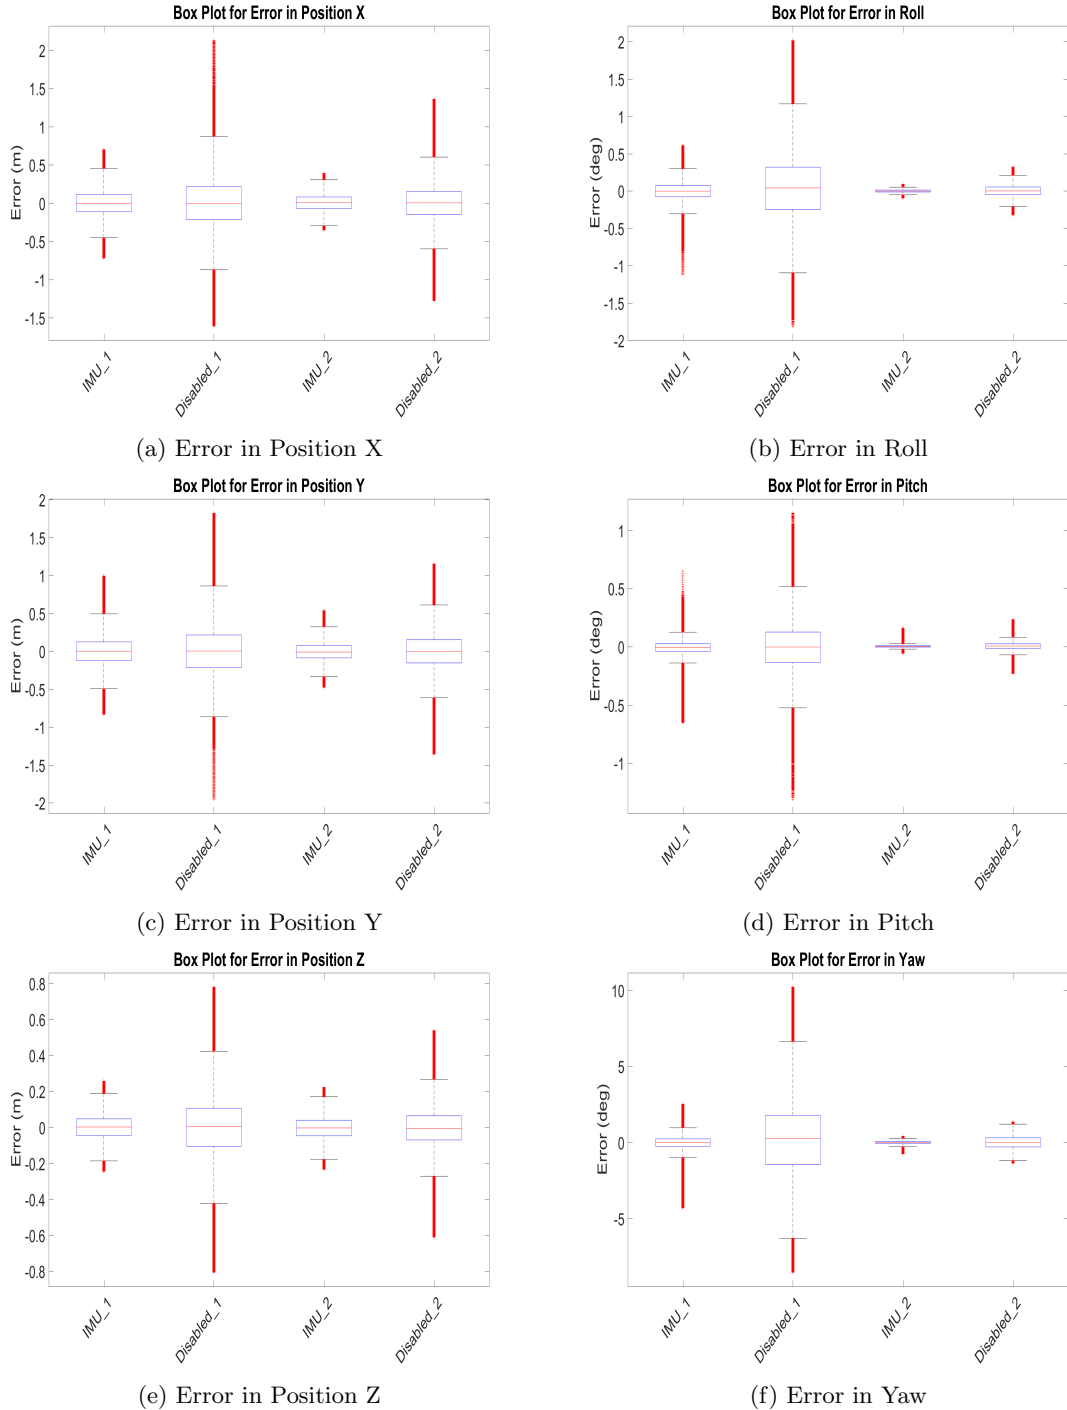 Box Plot for Error in Position X
2
1.5
1
0.5
0
-0.5
-1
-1.5
Error (m)
IMU_1
Disabled_1
IMU_2
Disabled_2
(a) Error in Position X
Box Plot for Error in Roll
2
1.5
1
0.5
0
-0.5
-1
-1.5
-2
Error (deg)
IMU_1
Disabled_1
IMU_2
Disabled_2
(b) Error in Roll
Box Plot for Error in Position Y
2
1.5
1
0.5
0
-0.5
-1
-1.5
-2
Error (m)
IMU_1
Disabled_1
IMU_2
Disabled_2
(c) Error in Position Y
Box Plot for Error in Pitch
1
0.5
0
-0.5
-1
Error (deg)
IMU_1
Disabled_1
IMU_2
Disabled_2
(d) Error in Pitch
Box Plot for Error in Position Z
0.8
0.6
0.4
0.2
0
-0.2
-0.4
-0.6
-0.8
Error (m)
IMU_1
Disabled_1
IMU_2
Disabled_2
(e) Error in Position Z
Box Plot for Error in Yaw
10
5
0
-5
Error (deg)
IMU_1
Disabled_1
IMU_2
Disabled_2
(f) Error in Yaw